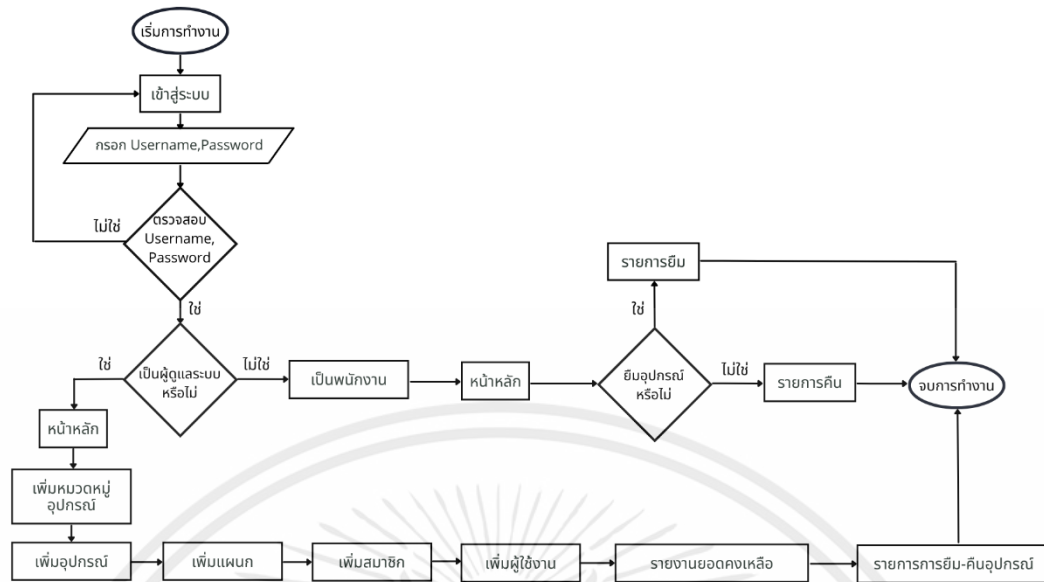 เริ่มการทำงาน
เข้าสู่ระบบ
กรอก Username,Password
ไม่ใช่
ตรวจสอบ
Username,
Password
ใช่
ใช่
เป็นผู้ดูแลระบบ
หรือไม่
ไม่ใช่
เป็นพนักงาน
หน้าหลัก
ยืมอุปกรณ์
หรือไม่
ใช่
รายการยืม
ไม่ใช่
รายการคืน
จบการทำงาน
หน้าหลัก
เพิ่มหมวดหมู่
อุปกรณ์
เพิ่มอุปกรณ์
เพิ่มแผนก
เพิ่มสมาชิก
เพิ่มผู้ใช้งาน
รายงานยอดคงเหลือ
รายการการยืม-คืนอุปกรณ์